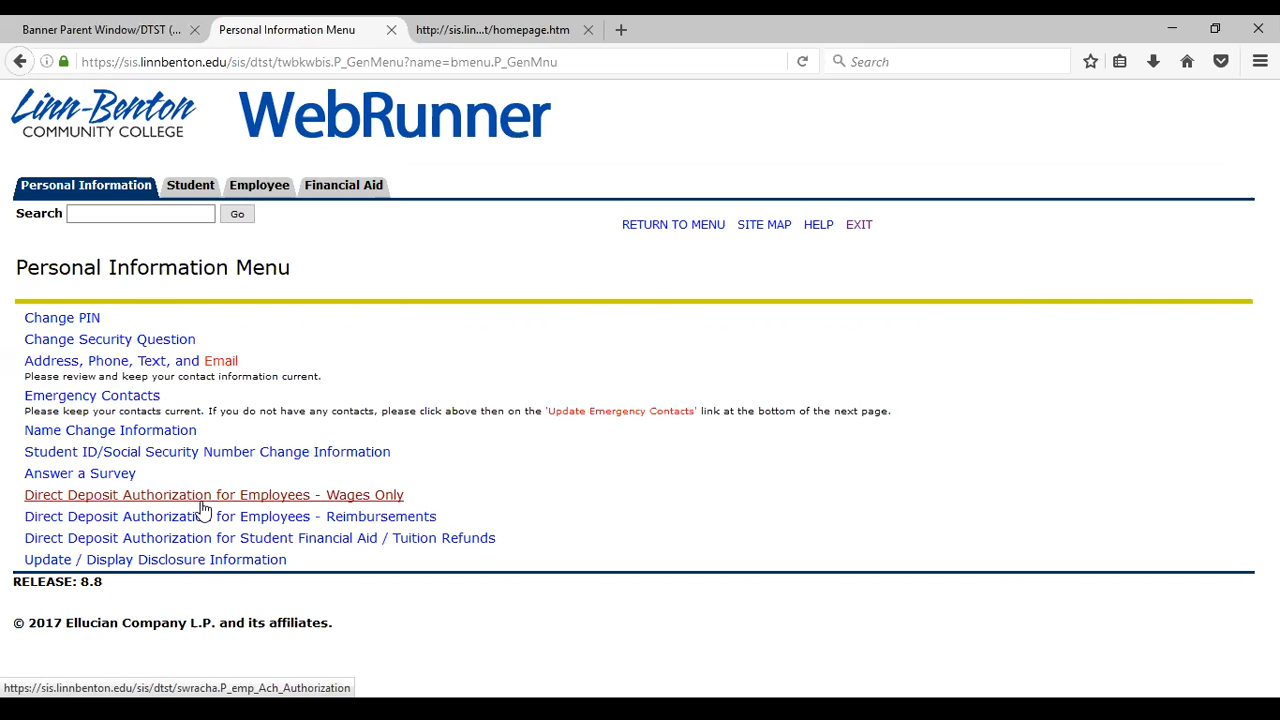 Banner Parent Window/DTST (...
Personal Information Menu
http://sis.lin...t/homepage.htm
https://sis.linnbenton.edu/sis/dtst/twbkwbis.P_GenMenu?name=bmenu.P_GenMnu
Search
Linn-Benton
COMMUNITY COLLEGE
WebRunner
Personal Information Student Employee Financial Aid
Search Go
RETURN TO MENU SITE MAP HELP EXIT
Personal Information Menu
Change PIN
Change Security Question
Address, Phone, Text, and Email
Please review and keep your contact information current.
Emergency Contacts
Please keep your contacts current. If you do not have any contacts, please click above then on the 'Update Emergency Contacts' link at the bottom of the next page.
Name Change Information
Student ID/Social Security Number Change Information
Answer a Survey
Direct Deposit Authorization for Employees - Wages Only
Direct Deposit Authorization for Employees - Reimbursements
Direct Deposit Authorization for Student Financial Aid / Tuition Refunds
Update / Display Disclosure Information
RELEASE: 8.8
© 2017 Ellucian Company L.P. and its affiliates.
https://sis.linnbenton.edu/sis/dtst/swracha.P_emp_Ach_Authorization